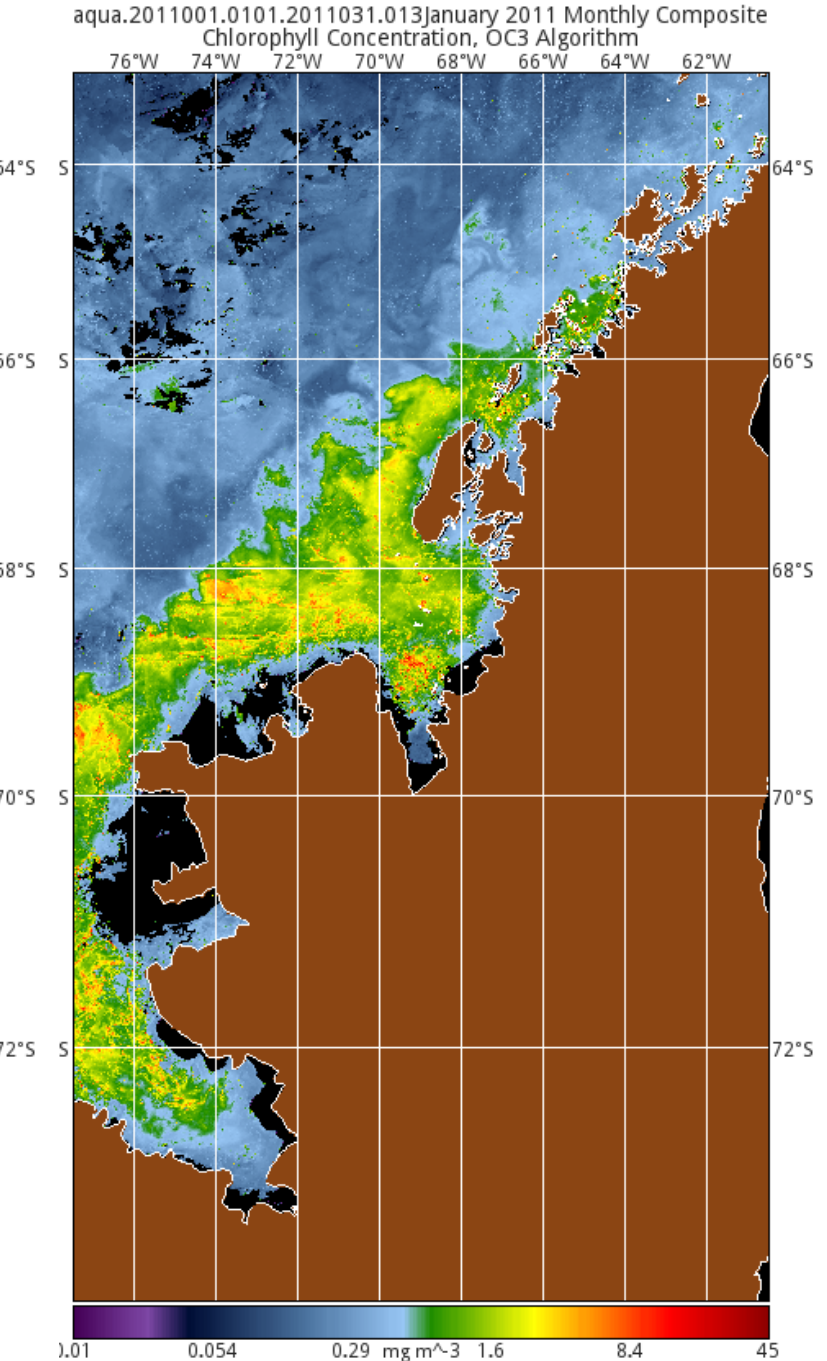 aqua.2011001.0101.2011031.013January 2011 Monthly Composite
Chlorophyll Concentration, OC3 Algorithm
76°W 74°W 72°W 70°W 68°W 66°W 64°W 62°W
64°S S 64°S
66°S S 66°S
68°S S 68°S
70°S S 70°S
72°S S 72°S
0.01 0.054 0.29 mg m^-3 1.6 8.4 45